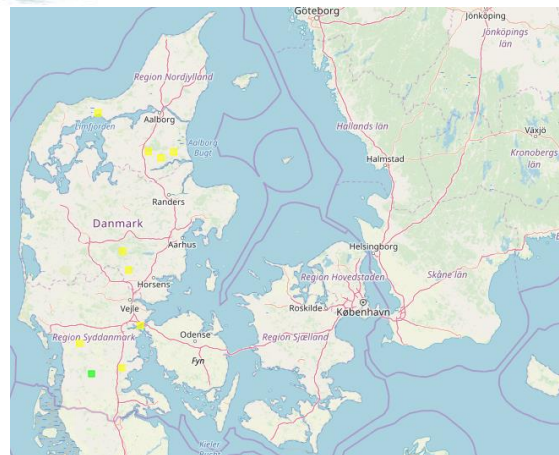 Göteborg
Jönköping
Jönköpings
län
Region Nordjylland
Aalborg
Limfjorden
Aalborg
Bugt
Hallands län
Växjö
Kronobergs
län
Halmstad
Randers
Danmark
Aarhus
Helsingborg
Region Hovedstaden
Skåne län
Horsens
Vejle
Roskilde
København
Region Syddanmark
Odense
Region Sjælland
Fyn
Kieler